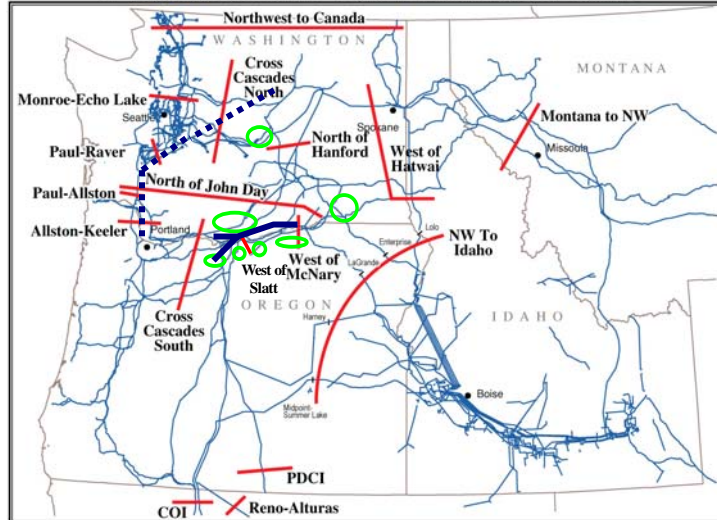 Northwest to Canada
WASHINGTON
Cross
Cascades
North
MONTANA
Monroe-Echo Lake
Seattle
Spokane
Montana to NW
Paul-Raver
North of
Hanford
West of
Hatwai
Missoula
Paul-Allston
North of John Day
Allston-Keeler
Portland
Lolo
Enterprise
NW To
Idaho
West of
McNary
LaGrande
West of
Slatt
OREGON
Cross
Cascades
South
Harney
IDAHO
Boise
Midpoint-
Summer Lake
PDCI
COI
Reno-Alturas